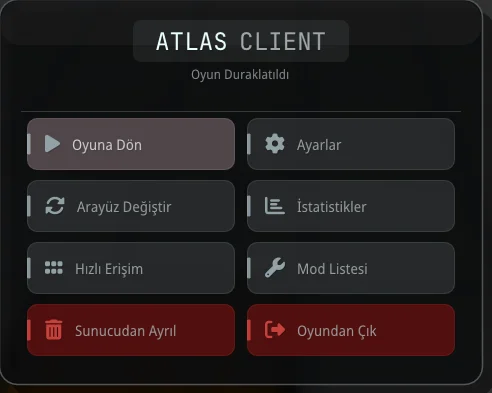 ATLAS CLIENT
Oyun Duraklatıldı
Oyuna Dön
Ayarlar
Arayüz Değiştir
İstatistikler
Hızlı Erişim
Mod Listesi
Sunucudan Ayrıl
Oyundan Çık